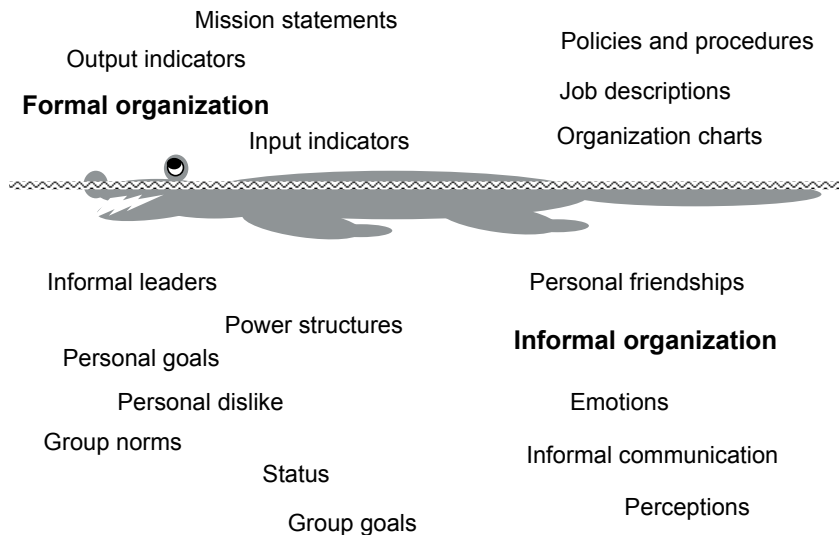 Mission statements
Policies and procedures
Output indicators
Job descriptions
Formal organization
Input indicators
Organization charts
Informal leaders
Personal friendships
Power structures
Informal organization
Personal goals
Personal dislike
Emotions
Group norms
Informal communication
Status
Perceptions
Group goals